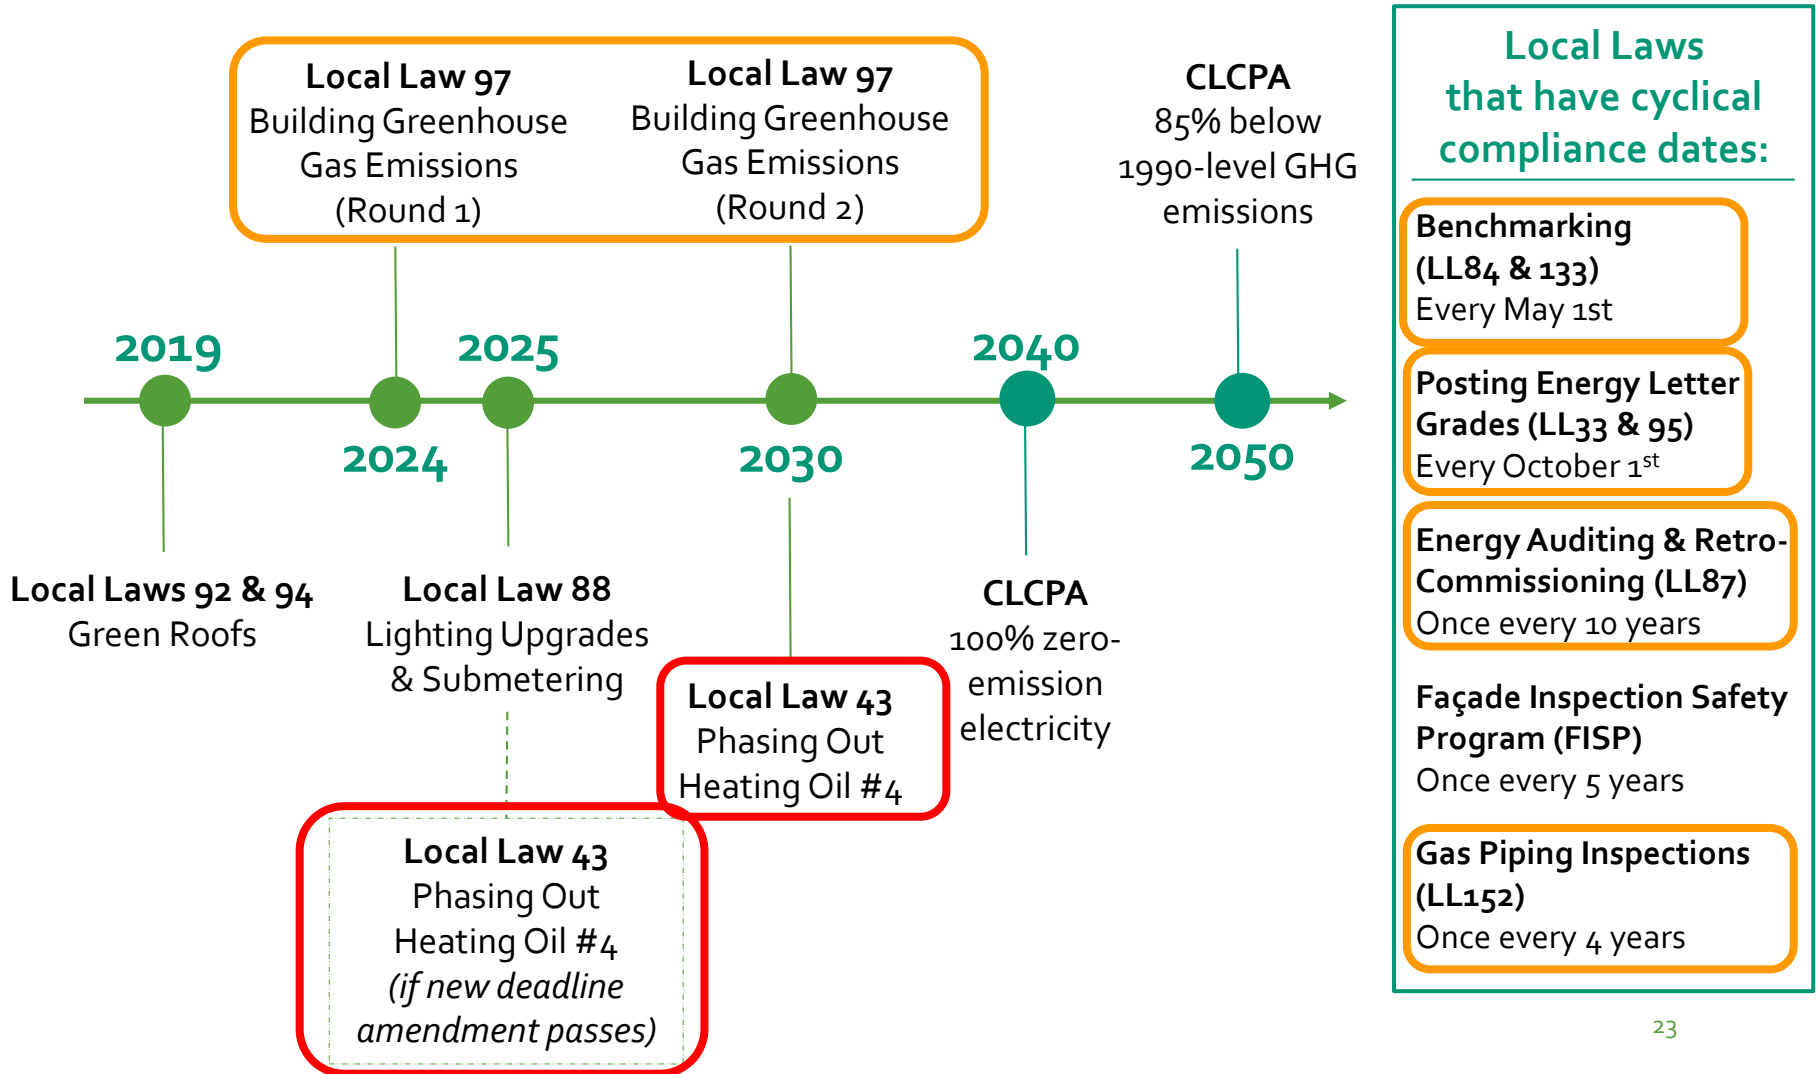 Local Law 97
Building Greenhouse
Gas Emissions
(Round 1)
Local Law 97
Building Greenhouse
Gas Emissions
(Round 2)
CLCPA
85% below
1990-level GHG
emissions
2019
2025
2040
2024
2030
2050
Local Laws 92 & 94
Green Roofs
Local Law 88
Lighting Upgrades
& Submetering
Local Law 43
Phasing Out
Heating Oil #4
(if new deadline
amendment passes)
Local Law 43
Phasing Out
Heating Oil #4
CLCPA
100% zero-
emission
electricity
Local Laws
that have cyclical
compliance dates:
Benchmarking
(LL84 & 133)
Every May 1st
Posting Energy Letter
Grades (LL33 & 95)
Every October 1st
Energy Auditing & Retro-
Commissioning (LL87)
Once every 10 years
Façade Inspection Safety
Program (FISP)
Once every 5 years
Gas Piping Inspections
(LL152)
Once every 4 years
23